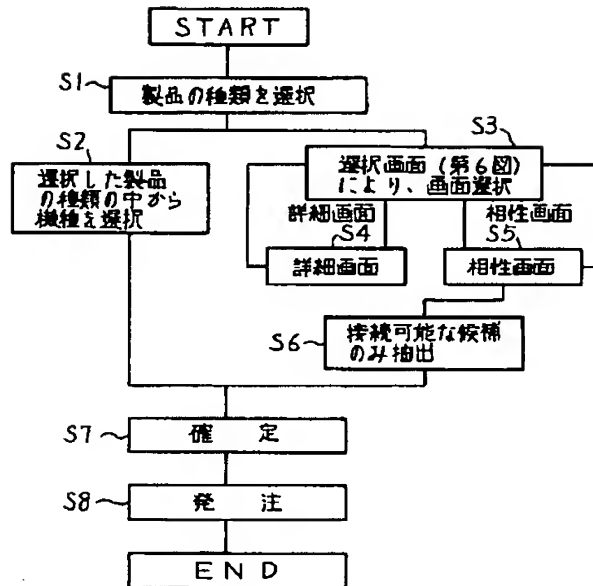 START
S1
製品の種類を選択
S2
選択した製品
の種類の中から
機種を選択
S3
選択画面(第6図)
により、画面選択
詳細画面
相性画面
S4
詳細画面
S5
相性画面
S6
接続可能な候補
のみ抽出
S7
確 定
S8
発 注
END